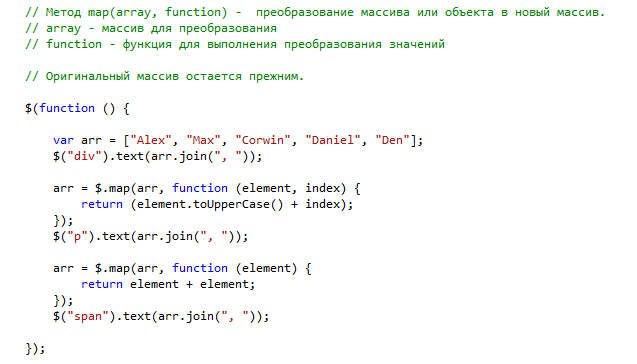 // Метод map(array, function) -  преобразование массива или объекта в новый массив.
// array - массив для преобразования
// function - функция для выполнения преобразования значений
// Оригинальный массив остается прежним.
$(function () {
var arr = ["Alex", "Max", "Corwin", "Daniel", "Den"];
$("div").text(arr.join(", "));
arr = $.map(arr, function (element, index) {
return (element.toUpperCase() + index);
});
$("p").text(arr.join(", "));
arr = $.map(arr, function (element) {
return element + element;
});
$("span").text(arr.join(", "));
});